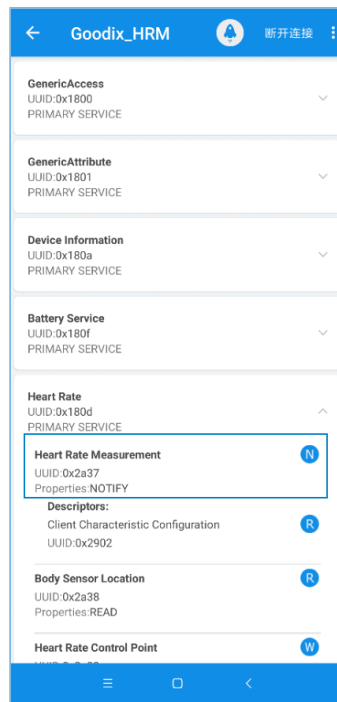 Goodix_HRM 断开连接
GenericAccess
UUID:0x1800
PRIMARY SERVICE
GenericAttribute
UUID:0x1801
PRIMARY SERVICE
Device Information
UUID:0x180a
PRIMARY SERVICE
Battery Service
UUID:0x180f
PRIMARY SERVICE
Heart Rate
UUID:0x180d
PRIMARY SERVICE
Heart Rate Measurement N
UUID:0x2a37
Properties:NOTIFY
Descriptors:
Client Characteristic Configuration R
UUID:0x2902
Body Sensor Location R
UUID:0x2a38
Properties:READ
Heart Rate Control Point W